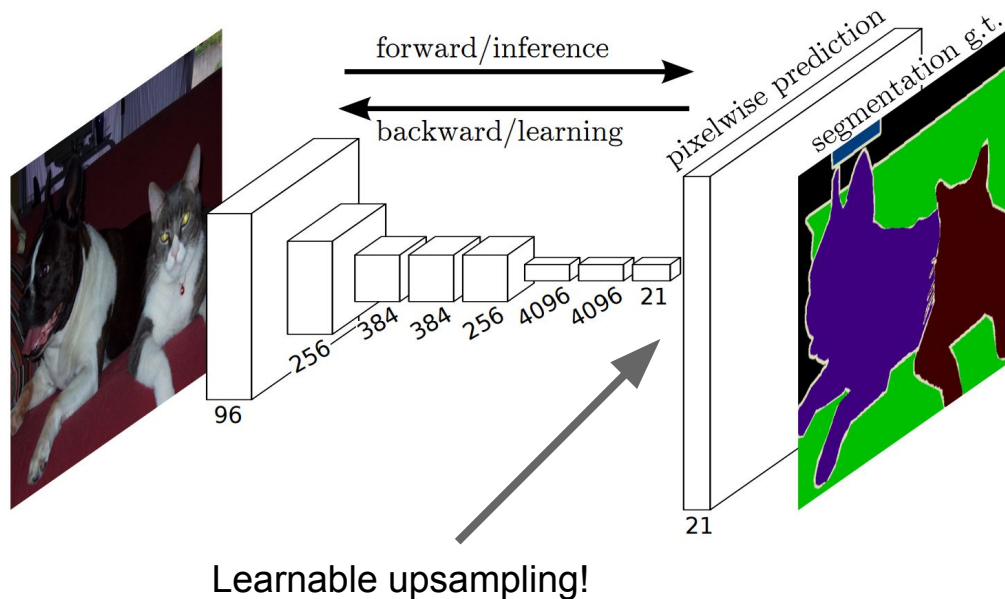 forward/inference
backward/learning
pixelwise prediction
segmentation g.t.
96
256
384
384
256
4096
4096
21
21
Learnable upsampling!